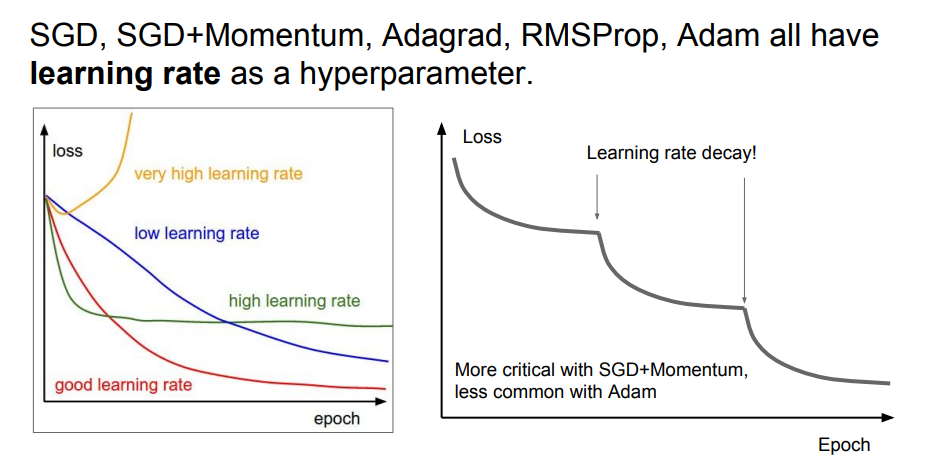 SGD, SGD+Momentum, Adagrad, RMSProp, Adam all have
learning rate as a hyperparameter.
loss
very high learning rate
low learning rate
high learning rate
good learning rate
epoch
Loss
Learning rate decay!
More critical with SGD+Momentum,
less common with Adam
Epoch